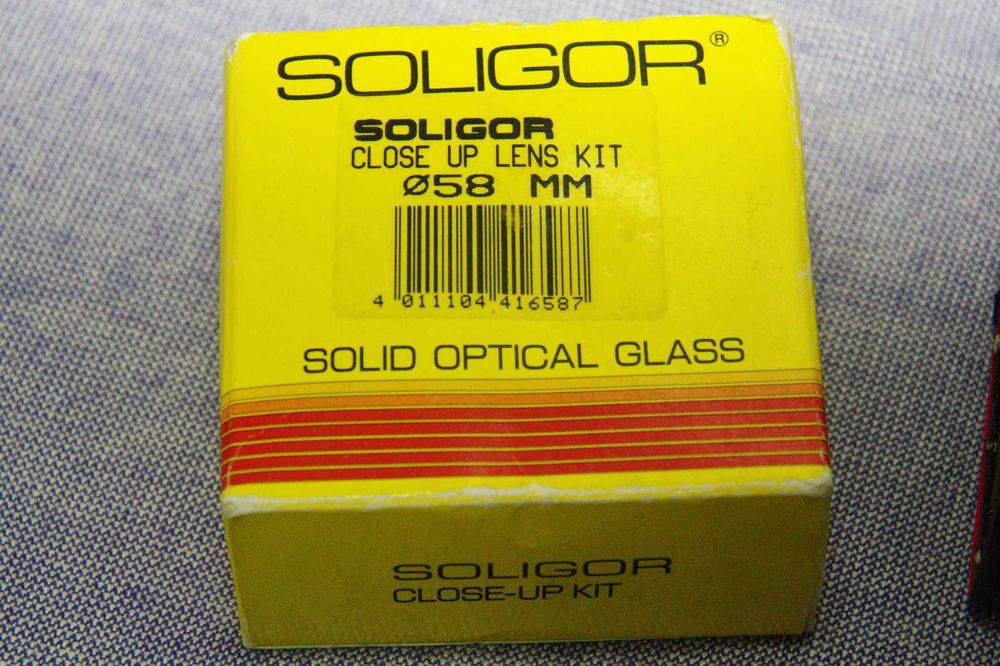 SOLIGOR®
SOLIGOR
CLOSE UP LENS KIT
Ø58 MM
4 011104 416587
SOLID OPTICAL GLASS
SOLIGOR
CLOSE-UP KIT